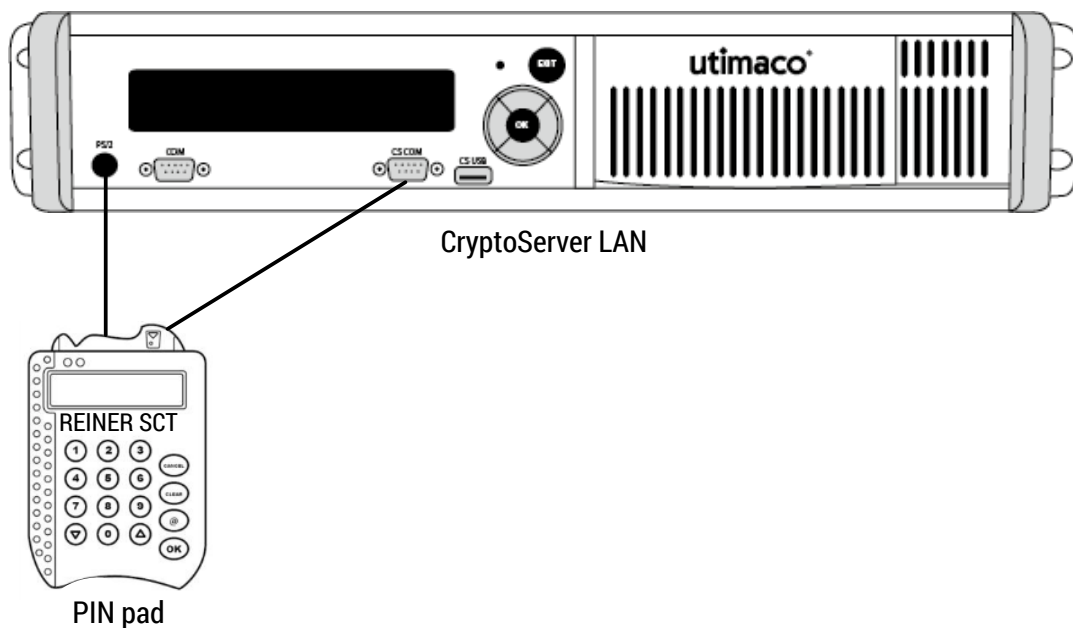 utimaco®
EXIT
OK
PS/2
COM
CS COM
CS USB
CryptoServer LAN
REINER SCT
1 2 3
CANCEL
4 5 6
CLEAR
7 8 9
@
0
OK
PIN pad